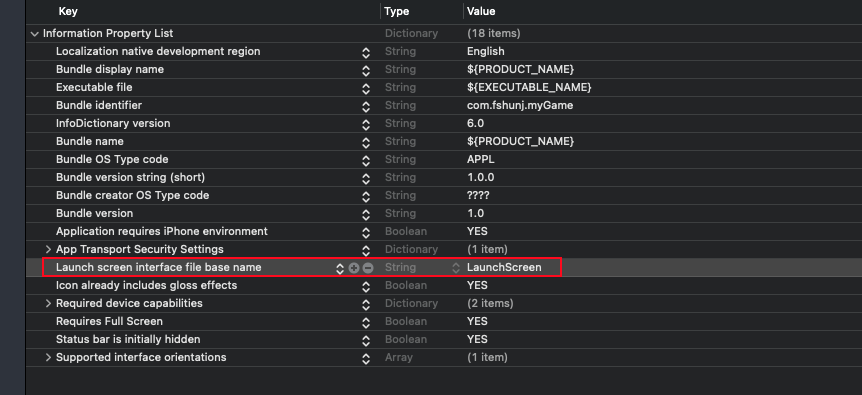 Key Type Value
Information Property List Dictionary (18 items)
Localization native development region String English
Bundle display name String ${PRODUCT_NAME}
Executable file String ${EXECUTABLE_NAME}
Bundle identifier String com.fshunj.myGame
InfoDictionary version String 6.0
Bundle name String ${PRODUCT_NAME}
Bundle OS Type code String APPL
Bundle version string (short) String 1.0.0
Bundle creator OS Type code String ????
Bundle version String 1.0
Application requires iPhone environment Boolean YES
App Transport Security Settings Dictionary (1 item)
Launch screen interface file base name String LaunchScreen
Icon already includes gloss effects Boolean YES
Required device capabilities Dictionary (2 items)
Requires Full Screen Boolean YES
Status bar is initially hidden Boolean YES
Supported interface orientations Array (1 item)